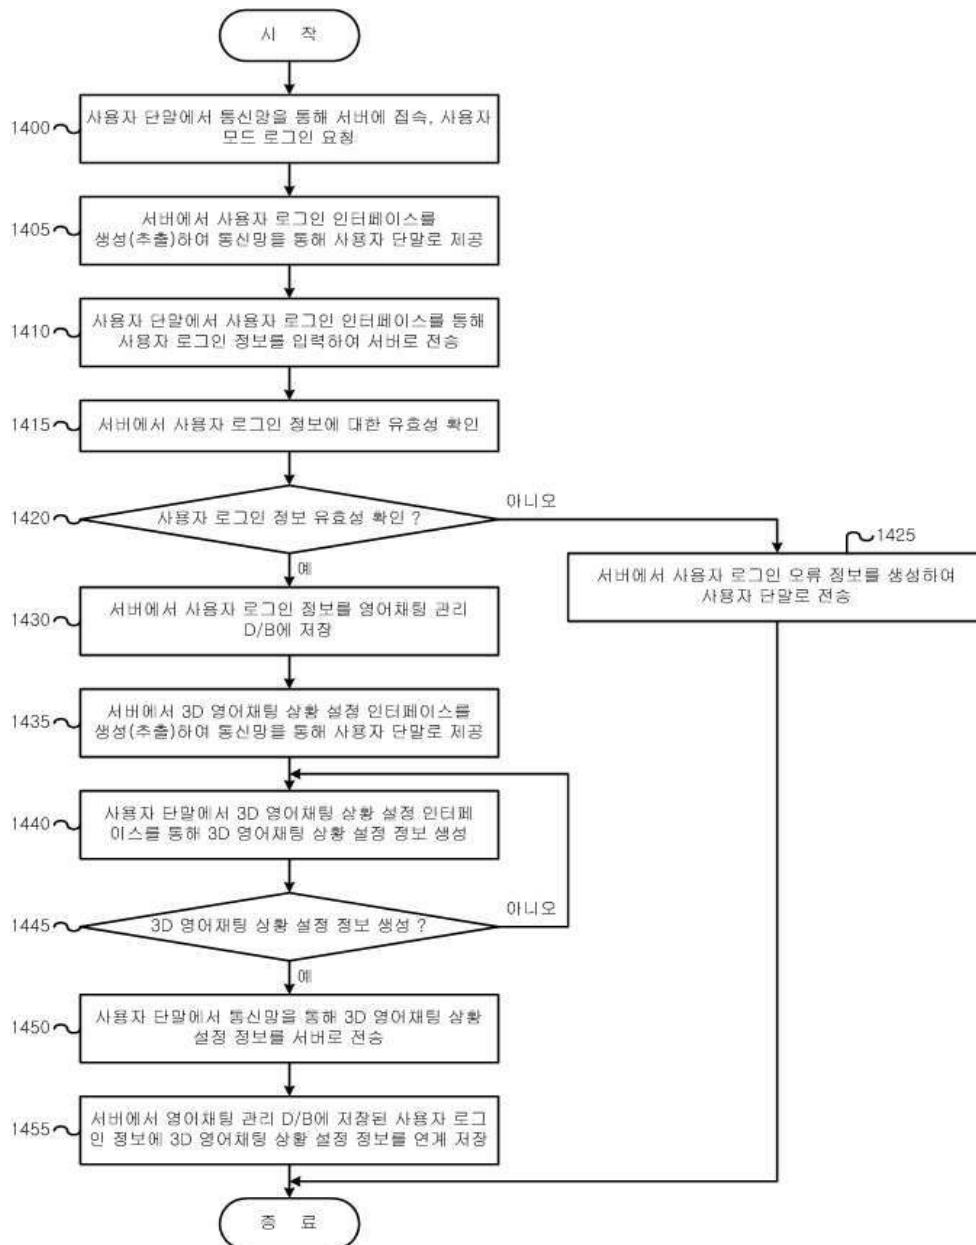 시 작
1400
사용자 단말에서 통신망을 통해 서버에 접속, 사용자
모드 로그인 요청
1405
서버에서 사용자 로그인 인터페이스를
생성(추출)하여 통신망을 통해 사용자 단말로 제공
1410
사용자 단말에서 사용자 로그인 인터페이스를 통해
사용자 로그인 정보를 입력하여 서버로 전송
1415
서버에서 사용자 로그인 정보에 대한 유효성 확인
1420
사용자 로그인 정보 유효성 확인 ?
아니오
예
1425
서버에서 사용자 로그인 오류 정보를 생성하여
사용자 단말로 전송
1430
서버에서 사용자 로그인 정보를 영어채팅 관리
D/B에 저장
1435
서버에서 3D 영어채팅 상황 설정 인터페이스를
생성(추출)하여 통신망을 통해 사용자 단말로 제공
1440
사용자 단말에서 3D 영어채팅 상황 설정 인터페
이스를 통해 3D 영어채팅 상황 설정 정보 생성
1445
3D 영어채팅 상황 설정 정보 생성 ?
아니오
예
1450
사용자 단말에서 통신망을 통해 3D 영어채팅 상황
설정 정보를 서버로 전송
1455
서버에서 영어채팅 관리 D/B에 저장된 사용자 로그
인 정보에 3D 영어채팅 상황 설정 정보를 연계 저장
종 료